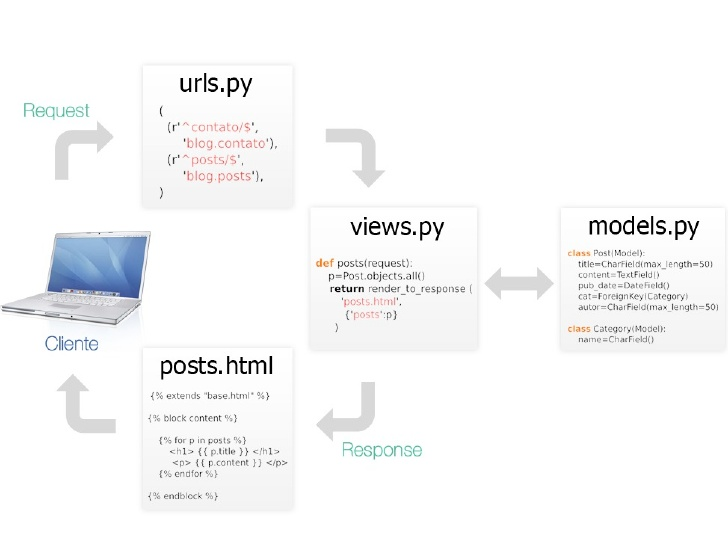 Request
urls.py
(
(r'^contato/$',
'blog.contato'),
(r'^posts/$',
'blog.posts'),
)
views.py
def posts(request):
p=Post.objects.all()
return render_to_response (
'posts.html',
{'posts':p}
)
models.py
class Post(Model):
title=CharField(max_length=50)
content=TextField()
pub_date=DateField()
cat=ForeignKey(Category)
autor=CharField(max_length=50)
class Category(Model):
name=CharField()
Cliente
posts.html
{% extends "base.html" %}
{% block content %}
{% for p in posts %}
<h1> {{ p.title }} </h1>
<p> {{ p.content }} </p>
{% endfor %}
{% endblock %}
Response